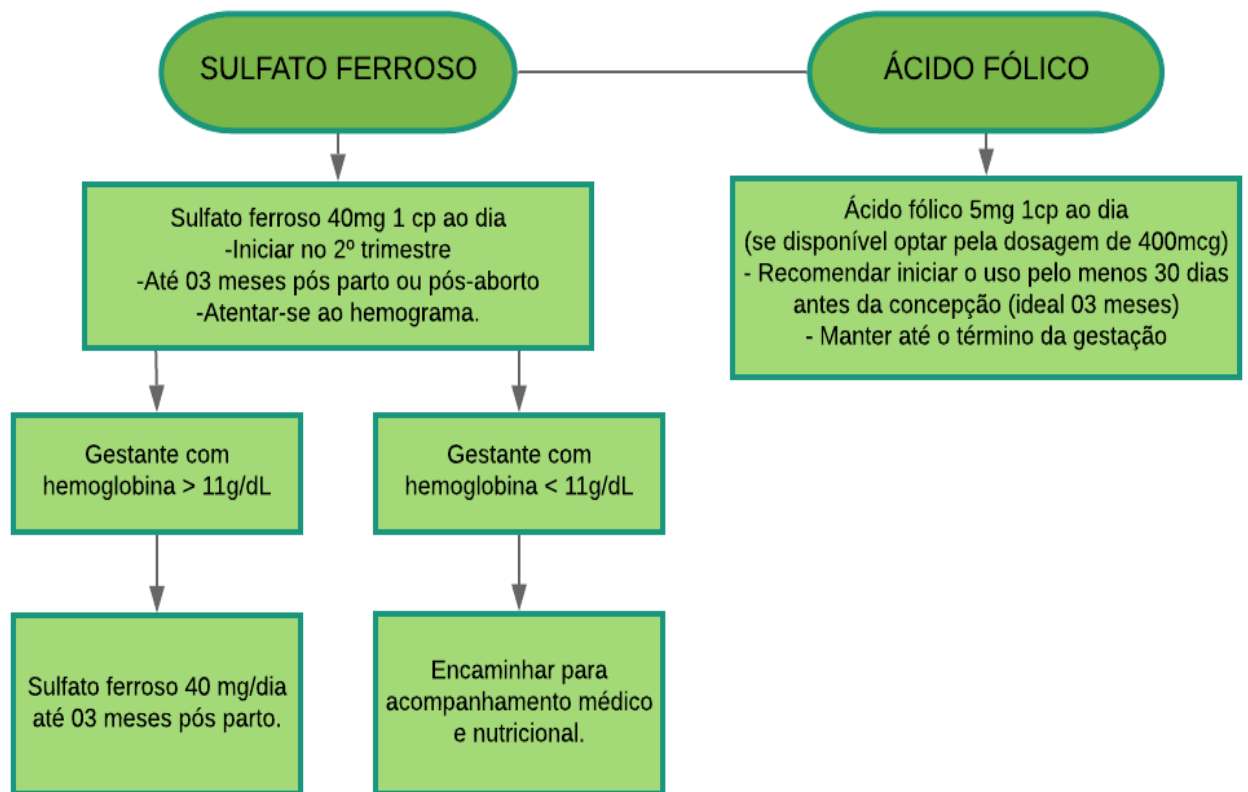 SULFATO FERROSO
ÁCIDO FÓLICO
Sulfato ferroso 40mg 1 cp ao dia
-Iniciar no 2º trimestre
-Até 03 meses pós parto ou pós-aborto
-Atentar-se ao hemograma.
Ácido fólico 5mg 1cp ao dia
(se disponível optar pela dosagem de 400mcg)
- Recomendar iniciar o uso pelo menos 30 dias
antes da concepção (ideal 03 meses)
- Manter até o término da gestação
Gestante com
hemoglobina > 11g/dL
Gestante com
hemoglobina < 11g/dL
Sulfato ferroso 40 mg/dia
até 03 meses pós parto.
Encaminhar para
acompanhamento médico
e nutricional.